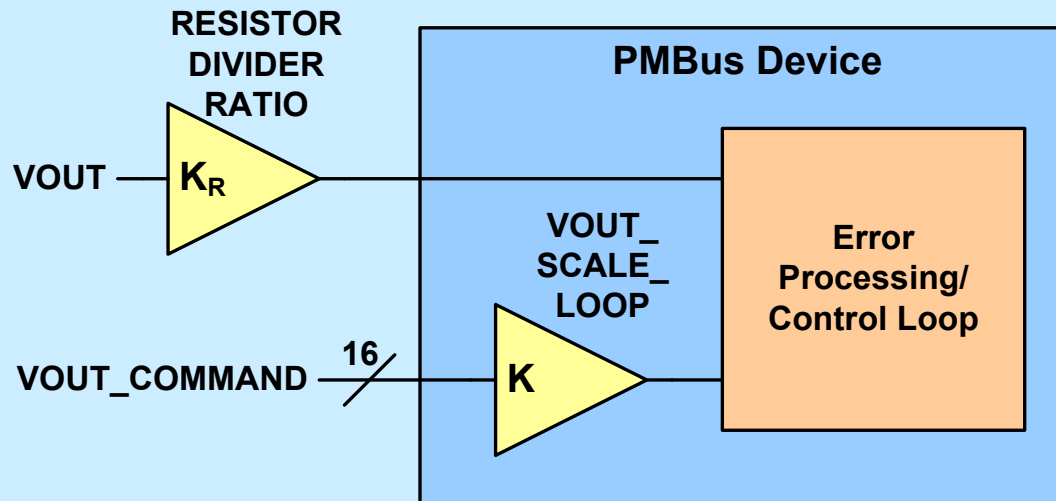 RESISTOR
DIVIDER
RATIO
PMBus Device
VOUT
KR
VOUT_
SCALE_
LOOP
Error
Processing/
Control Loop
16
VOUT_COMMAND
K